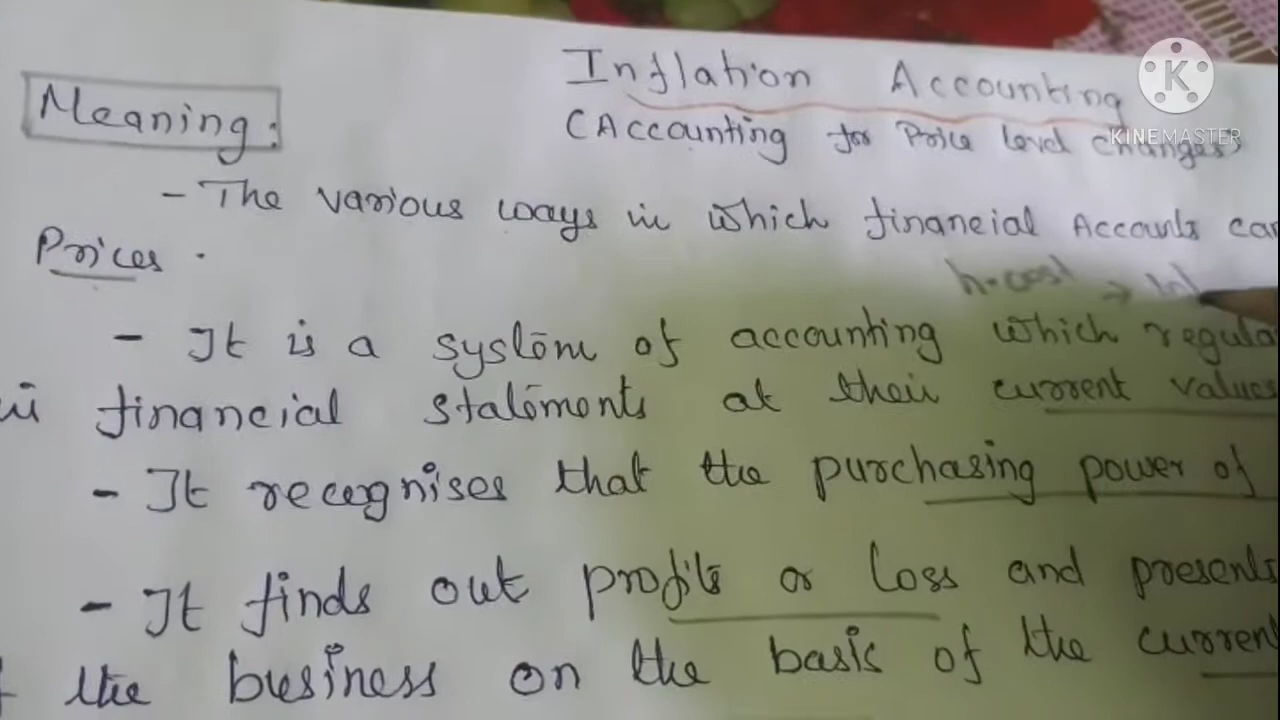 Inflation Accounting
Meaning:
(Accounting for Price level changes)
KINEMASTER
- The various ways in which financial Accounts can
Prices.
h.cost →
- It is a system of accounting which regula
in financial statements at their current values
- It recognises that the purchasing power of
- It finds out profits or loss and presents
the business on the basis of the current